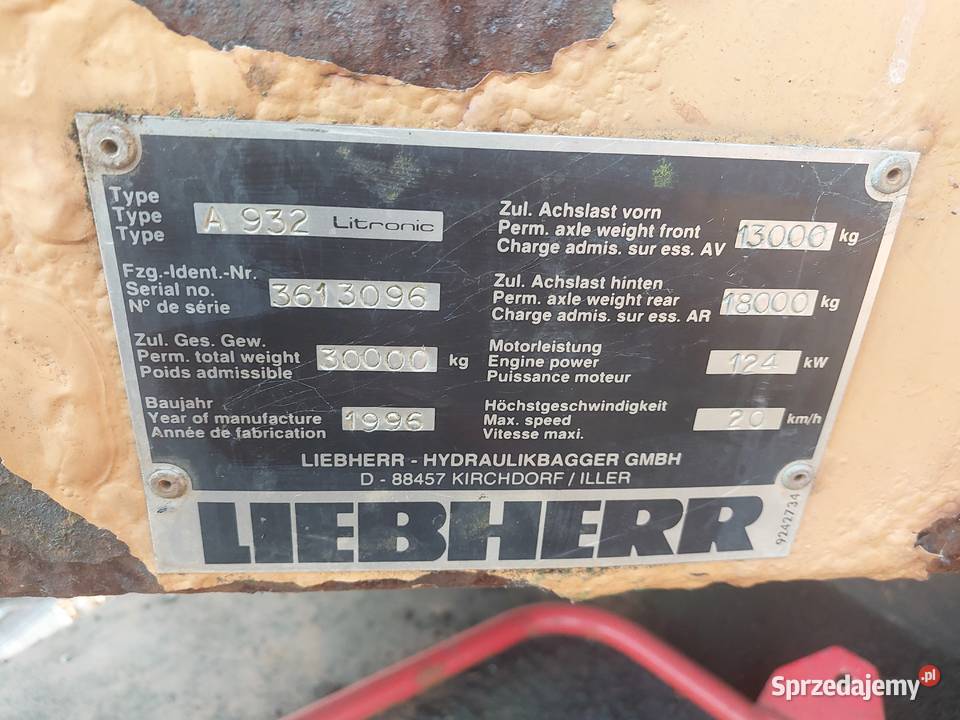 Type
Type
Type
A 932 Litronic
Fzg.-Ident.-Nr.
Serial no.
N° de série
3613096
Zul. Ges. Gew.
Perm. total weight
Poids admissible
30000 kg
Baujahr
Year of manufacture
Année de fabrication
1996
Zul. Achslast vorn
Perm. axle weight front
Charge admis. sur ess. AV
13000 kg
Zul. Achslast hinten
Perm. axle weight rear
Charge admis. sur ess. AR
18000 kg
Motorleistung
Engine power
Puissance moteur
124 kW
Höchstgeschwindigkeit
Max. speed
Vitesse maxi.
20 km/h
LIEBHERR - HYDRAULIKBAGGER GMBH
D - 88457 KIRCHDORF / ILLER
LIEBHERR
9242734
Sprzedajemy.pl